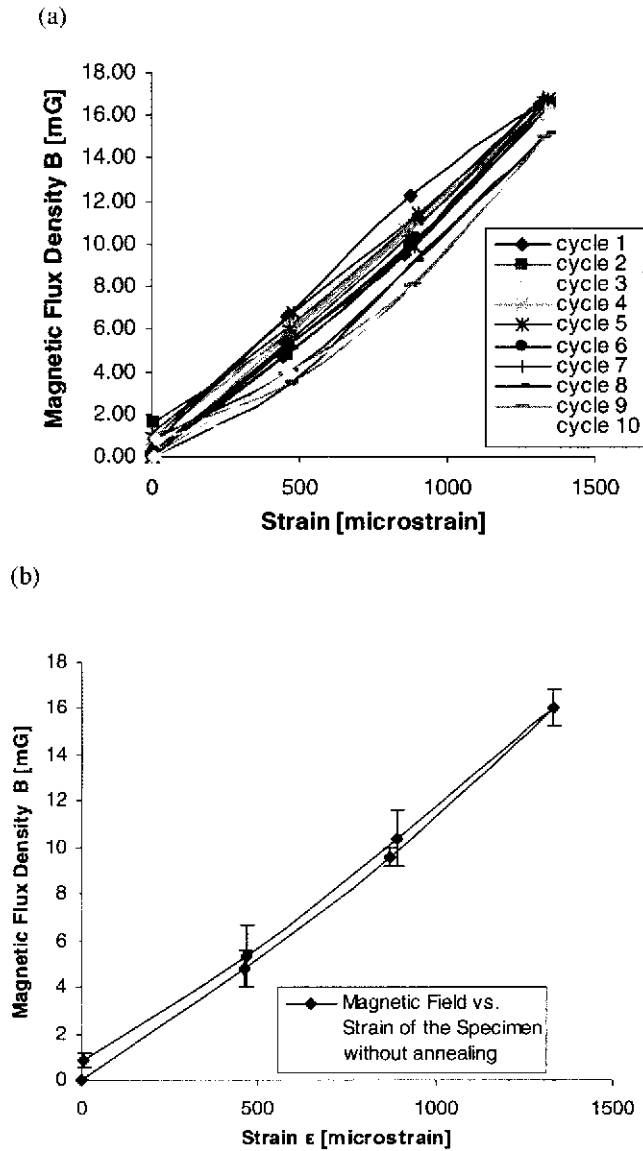 (a)
18.00
16.00
14.00
12.00
10.00
8.00
6.00
4.00
2.00
0.00
Magnetic Flux Density B [mG]
0
500
1000
1500
Strain [microstrain]
cycle 1
cycle 2
cycle 3
cycle 4
cycle 5
cycle 6
cycle 7
cycle 8
cycle 9
cycle 10
(b)
18
16
14
12
10
8
6
4
2
0
Magnetic Flux Density B [mG]
Magnetic Field vs.
Strain of the Specimen
without annealing
0
500
1000
1500
Strain ε [microstrain]